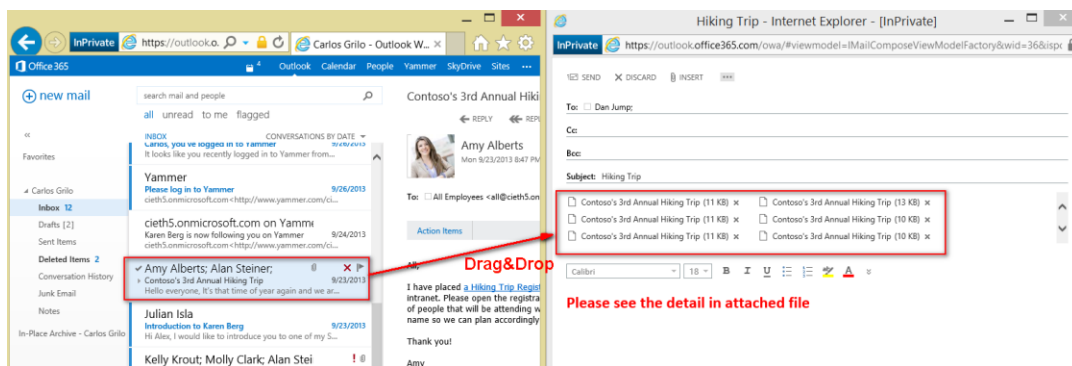 InPrivate https://outlook.o. Carlos Grilo - Outlook W...
Office 365 4 Outlook Calendar People Yammer SkyDrive Sites ...
new mail
«
Favorites
Carlos Grilo
Inbox 12
Drafts [2]
Sent Items
Deleted Items 2
Conversation History
Junk Email
Notes
In-Place Archive - Carlos Grilo
search mail and people
all unread to me flagged
INBOX CONVERSATIONS BY DATE
Carlos, you've logged in to Yammer 9/26/2013
It looks like you recently logged in to Yammer from...
Yammer
Please log in to Yammer 9/26/2013
cieth5.onmicrosoft.com<http://www.yammer.com/ci...
cieth5.onmicrosoft.com on Yamm
Karen Berg is now following you on Yammer 9/24/2013
cieth5.onmicrosoft.com<http://www.yammer.com/ci...
Amy Alberts; Alan Steiner;
Contoso's 3rd Annual Hiking Trip 9/23/2013
Hello everyone, It's that time of year again and we ar...
Julian Isla
Introduction to Karen Berg 9/23/2013
Hi Alex, I would like to introduce you to one of my S...
Kelly Krout; Molly Clark; Alan Stei
Contoso's 3rd Annual Hiki
REPLY REPL
Amy Alberts
Mon 9/23/2013 8:47 PM
To: All Employees <all@cieth5.on
Action Items
All,
I have placed a Hiking Trip Regist
intranet. Please open the registra
of people that will be attending w
name so we can plan accordingly
Thank you!
Amy
Drag&Drop
Hiking Trip - Internet Explorer - [InPrivate]
InPrivate https://outlook.office365.com/owa/#viewmodel=IMailComposeViewModelFactory&wid=36&ispc
SEND DISCARD INSERT ...
To: Dan Jump;
Cc:
Bcc:
Subject: Hiking Trip
Contoso's 3rd Annual Hiking Trip (11 KB) Contoso's 3rd Annual Hiking Trip (13 KB)
Contoso's 3rd Annual Hiking Trip (11 KB) Contoso's 3rd Annual Hiking Trip (10 KB)
Contoso's 3rd Annual Hiking Trip (11 KB) Contoso's 3rd Annual Hiking Trip (10 KB)
Calibri 18 B I U A
Please see the detail in attached file